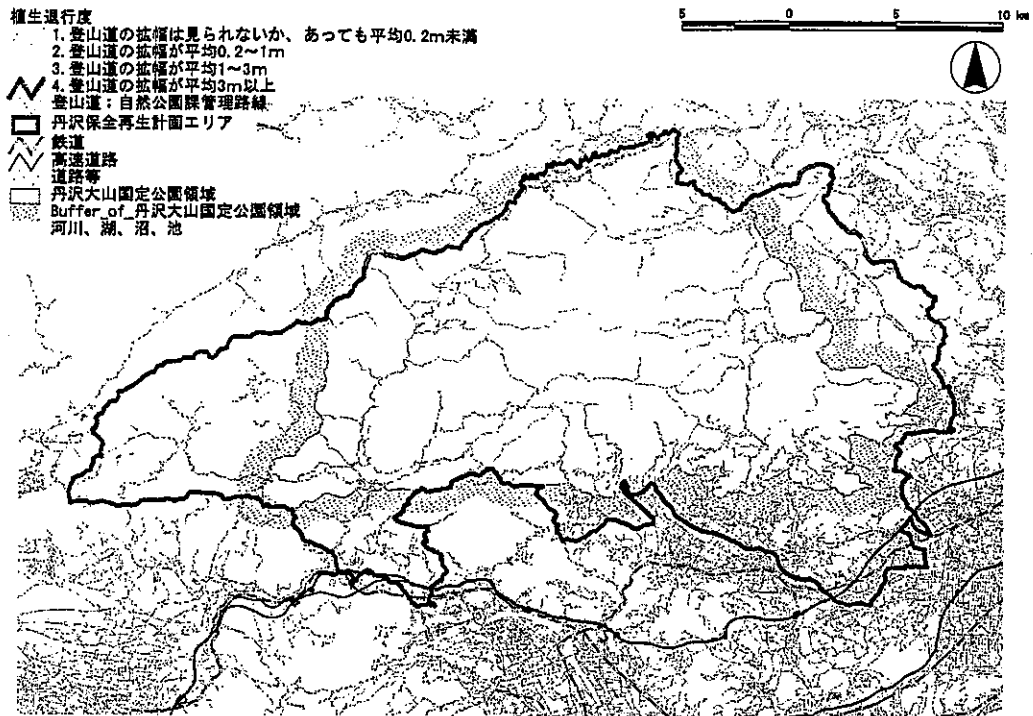 植生退行度
1. 登山道の拡幅は見られないか、あっても平均0.2m未満
2. 登山道の拡幅が平均0.2～1m
3. 登山道の拡幅が平均1～3m
4. 登山道の拡幅が平均3m以上
登山道：自然公園課管理路線
丹沢保全再生計画エリア
鉄道
高速道路
道路等
丹沢大山国定公園領域
Buffer_of_丹沢大山国定公園領域
河川、湖、沼、池
5 0 5 10 km